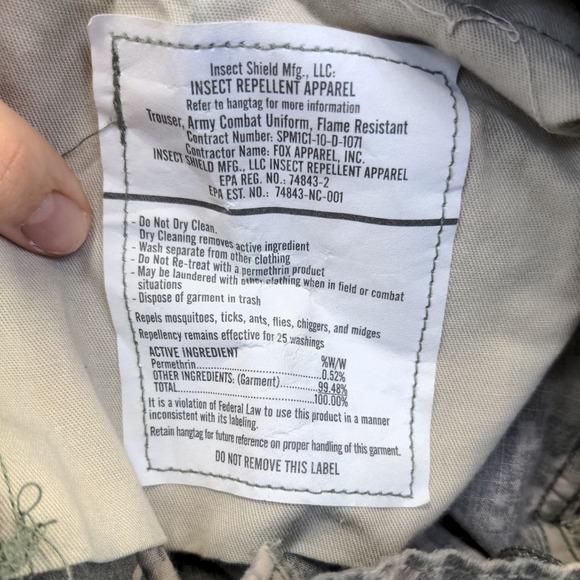 Insect Shield Mfg., LLC:
INSECT REPELLENT APPAREL
Refer to hangtag for more information
Trouser, Army Combat Uniform, Flame Resistant
Contract Number: SPM1C1-10-D-1071
Contractor Name: FOX APPAREL, INC.
INSECT SHIELD MFG., LLC INSECT REPELLENT APPAREL
EPA REG. NO.: 74843-2
EPA EST. NO.: 74843-NC-001
- Do Not Dry Clean.
Dry Cleaning removes active ingredient
- Wash separate from other clothing
- Do Not Re-treat with a permethrin product
- May be laundered with other clothing when in field or combat
situations
- Dispose of garment in trash
Repels mosquitoes, ticks, ants, flies, chiggers, and midges
Repellency remains effective for 25 washings
ACTIVE INGREDIENT %W/W
Permethrin..........0.52%
OTHER INGREDIENTS: (Garment)..........99.48%
TOTAL..........100.00%
It is a violation of Federal Law to use this product in a manner
inconsistent with its labeling.
Retain hangtag for future reference on proper handling of this garment.
DO NOT REMOVE THIS LABEL